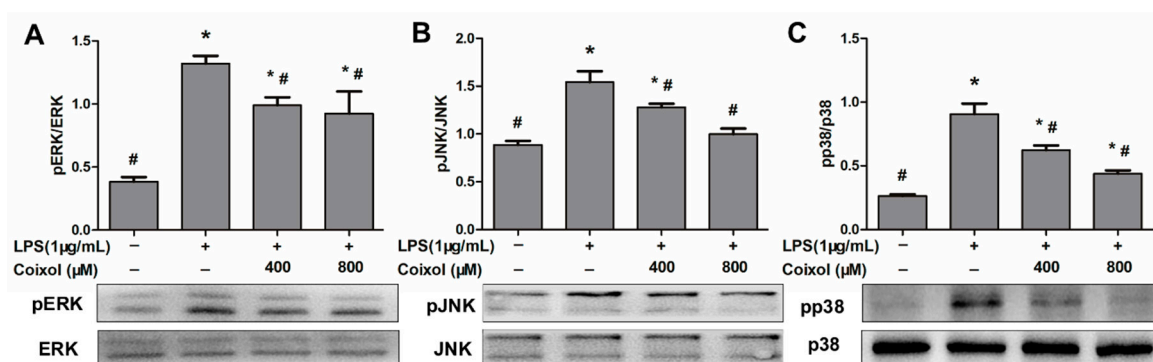 A
pERK/ERK
1.5
1.0
0.5
0.0
#
*
* #
* #
LPS(1µg/mL) – + + +
Coixol (µM) – – 400 800
pERK
ERK
B
pJNK/JNK
2.0
1.5
1.0
0.5
0.0
#
*
* #
#
LPS(1µg/mL) – + + +
Coixol (µM) – – 400 800
pJNK
JNK
C
pp38/p38
1.5
1.0
0.5
0.0
#
*
* #
* #
LPS(1µg/mL) – + + +
Coixol (µM) – – 400 800
pp38
p38